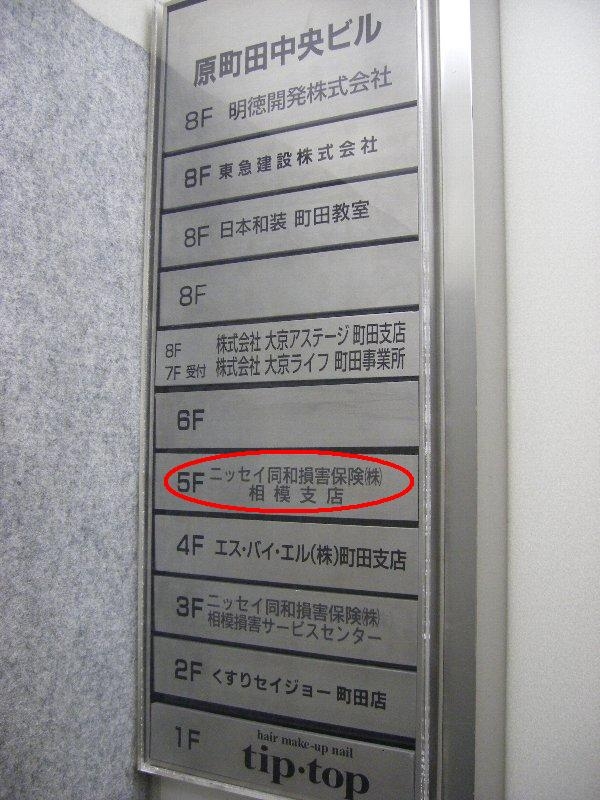 原町田中央ビル
8F 明徳開発株式会社
8F 東急建設株式会社
8F 日本和装 町田教室
8F
8F 株式会社 大京アステージ 町田支店
7F 受付 株式会社 大京ライフ 町田事業所
6F
5F ニッセイ同和損害保険㈱
相模支店
4F エス・バイ・エル(株)町田支店
3F ニッセイ同和損害保険㈱
相模損害サービスセンター
2F くすりセイジョー 町田店
1F hair make-up nail
tip・top